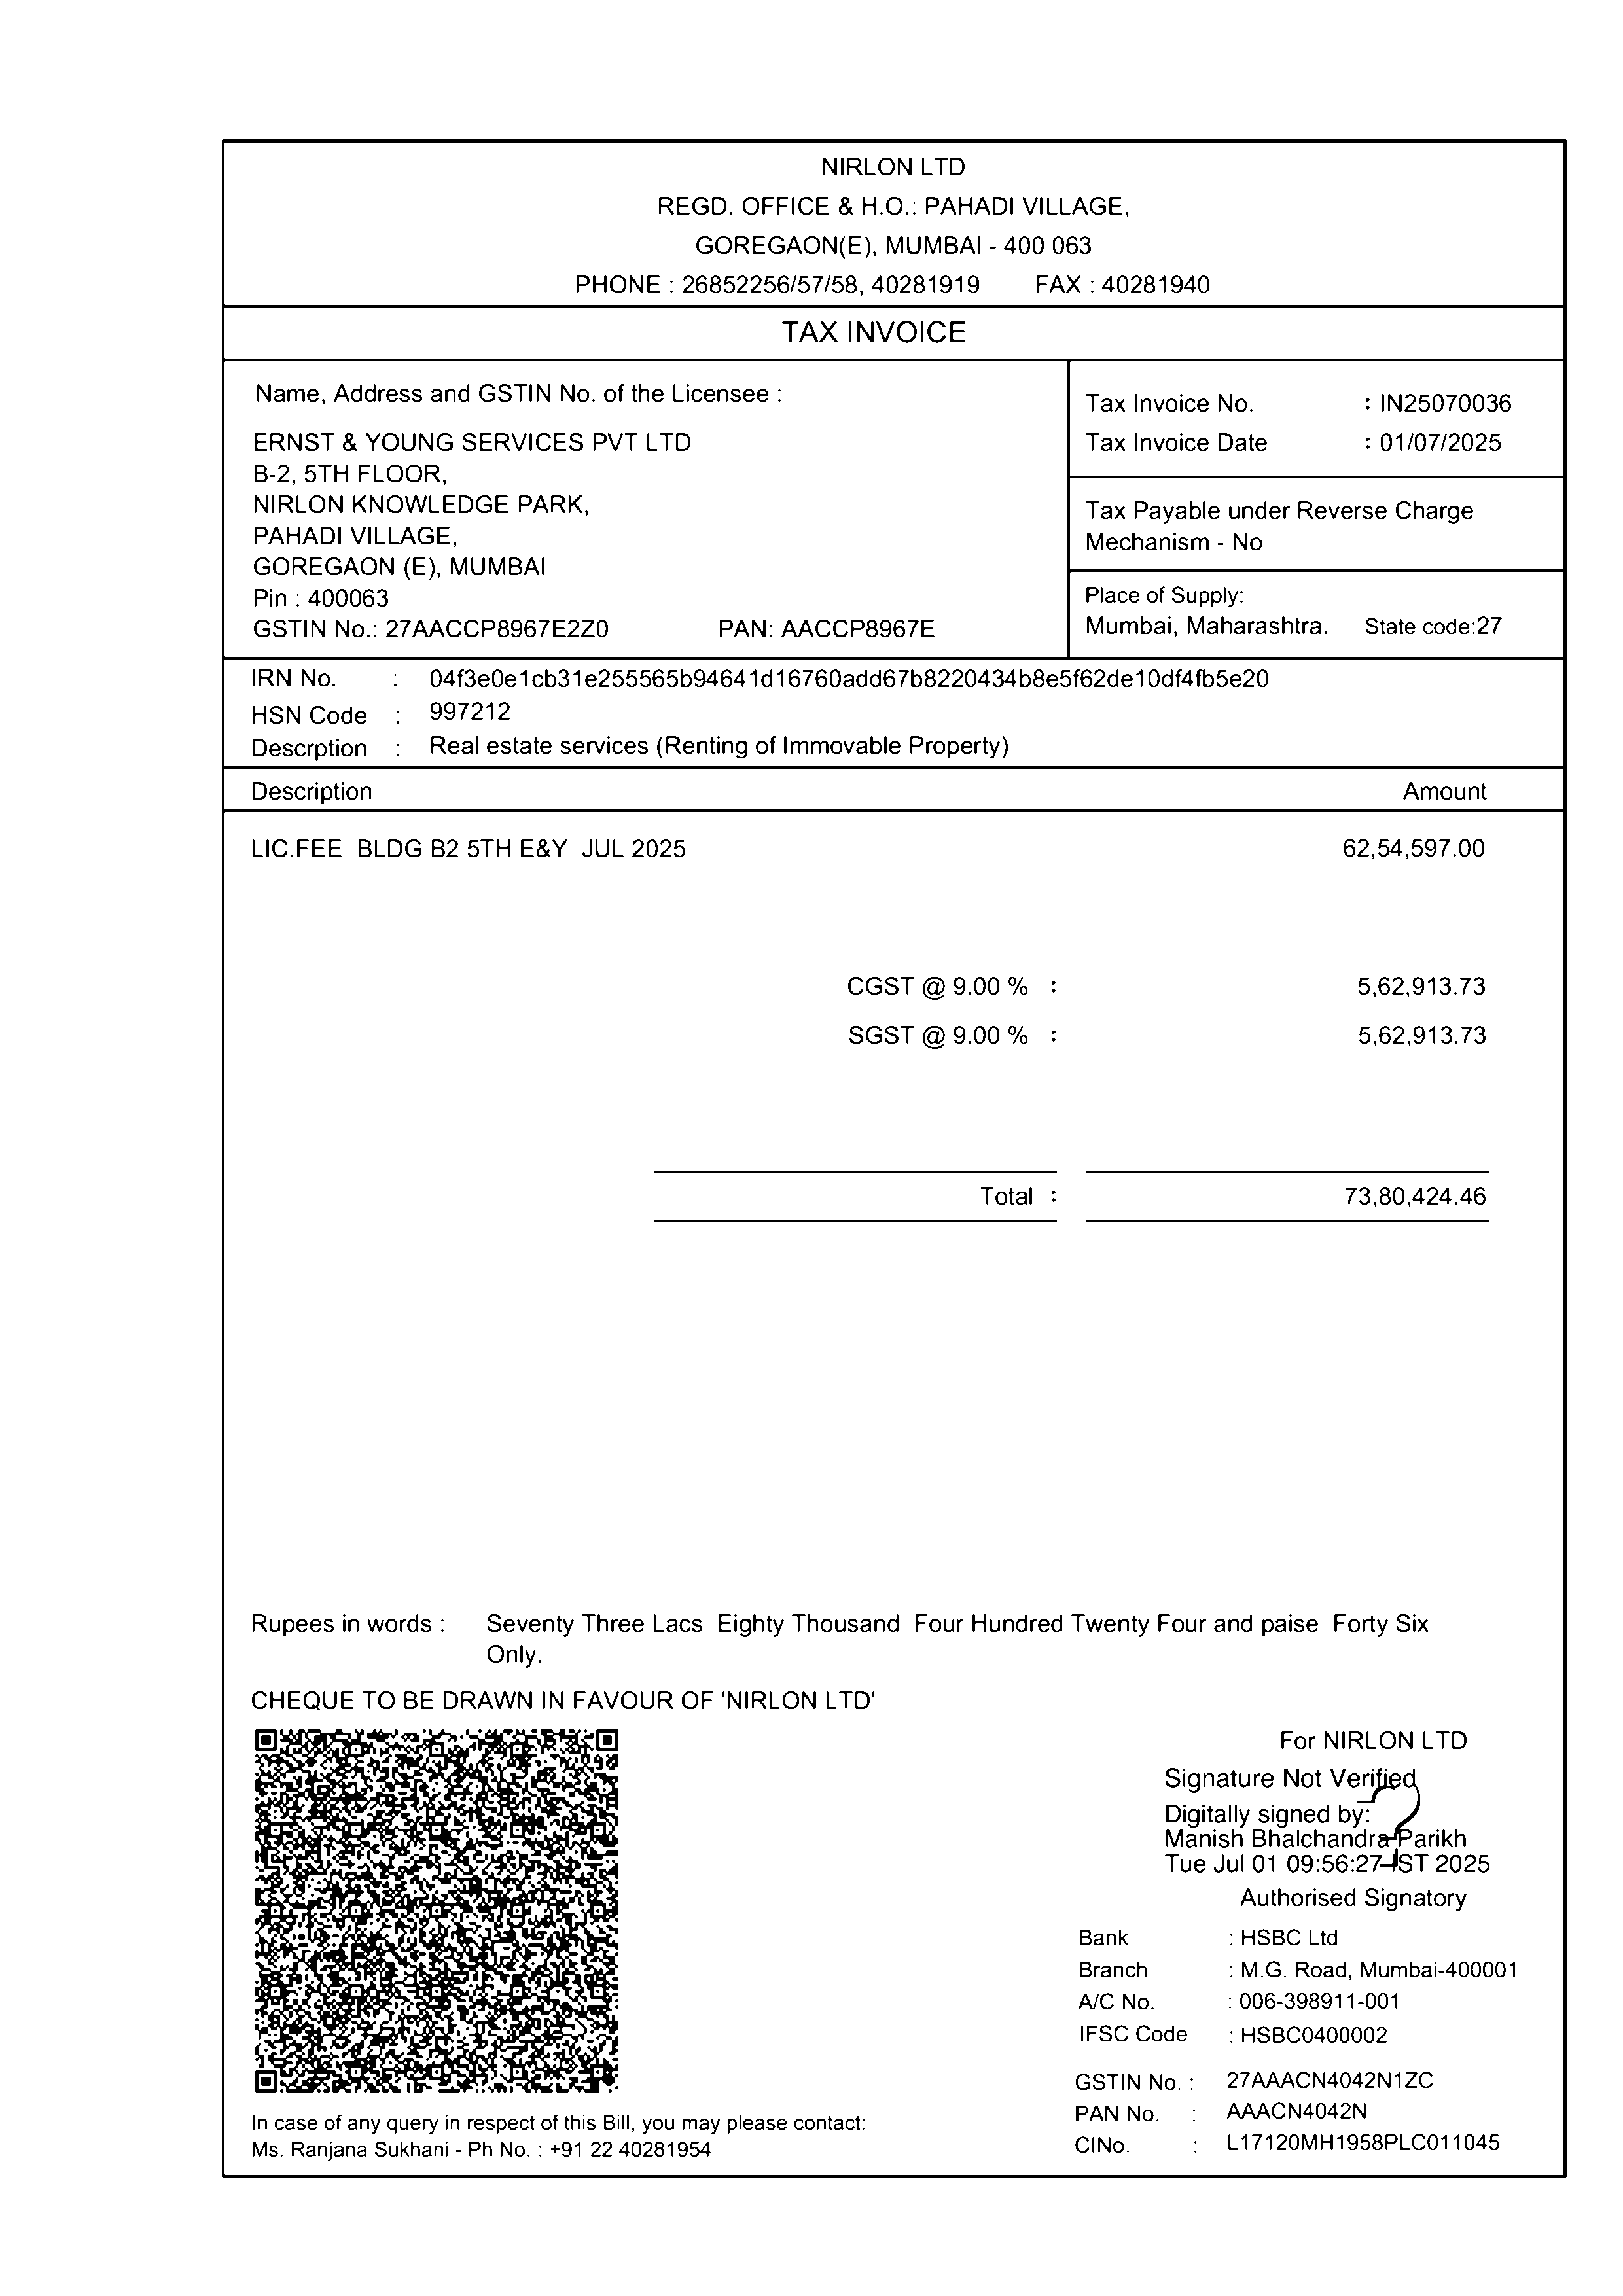 NIRLON LTD
REGD. OFFICE & H.O.: PAHADI VILLAGE,
GOREGAON(E), MUMBAI - 400 063
PHONE : 26852256/57/58, 40281919 FAX : 40281940
TAX INVOICE
Name, Address and GSTIN No. of the Licensee :
ERNST & YOUNG SERVICES PVT LTD
B-2, 5TH FLOOR,
NIRLON KNOWLEDGE PARK,
PAHADI VILLAGE,
GOREGAON (E), MUMBAI
Pin : 400063
GSTIN No.: 27AACCP8967E2Z0 PAN: AACCP8967E
Tax Invoice No. : IN25070036
Tax Invoice Date : 01/07/2025
Tax Payable under Reverse Charge
Mechanism - No
Place of Supply:
Mumbai, Maharashtra. State code:27
IRN No. : 04f3e0e1cb31e255565b94641d16760add67b8220434b8e5f62de10df4fb5e20
HSN Code : 997212
Descrption : Real estate services (Renting of Immovable Property)
Description Amount
LIC.FEE BLDG B2 5TH E&Y JUL 2025 62,54,597.00
CGST @ 9.00 % : 5,62,913.73
SGST @ 9.00 % : 5,62,913.73
Total : 73,80,424.46
Rupees in words : Seventy Three Lacs Eighty Thousand Four Hundred Twenty Four and paise Forty Six
Only.
CHEQUE TO BE DRAWN IN FAVOUR OF 'NIRLON LTD'
For NIRLON LTD
Signature Not Verified
Digitally signed by:
Manish Bhalchandra Parikh
Tue Jul 01 09:56:27 IST 2025
Authorised Signatory
Bank : HSBC Ltd
Branch : M.G. Road, Mumbai-400001
A/C No. : 006-398911-001
IFSC Code : HSBC0400002
GSTIN No. : 27AAACN4042N1ZC
PAN No. : AAACN4042N
CINo. : L17120MH1958PLC011045
In case of any query in respect of this Bill, you may please contact:
Ms. Ranjana Sukhani - Ph No. : +91 22 40281954